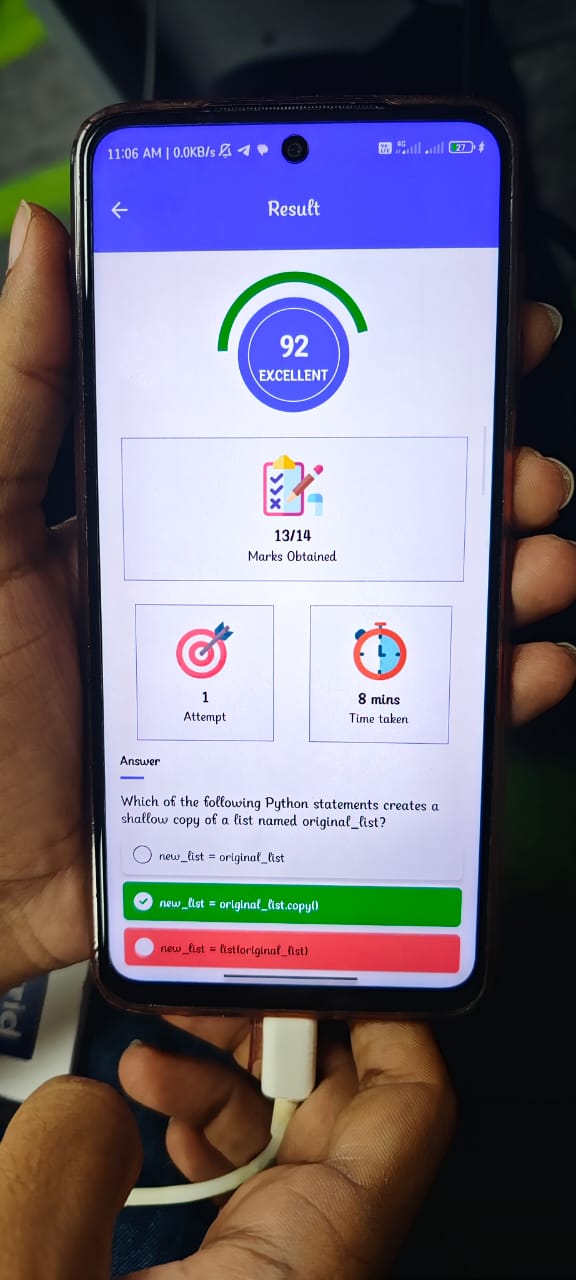 11:06 AM | 0.0KB/s
4G
27
Result
92
EXCELLENT
13/14
Marks Obtained
1
Attempt
8 mins
Time taken
Answer
Which of the following Python statements creates a
shallow copy of a list named original_list?
new_list = original_list
new_list = original_list.copy()
new_list = list(original_list)